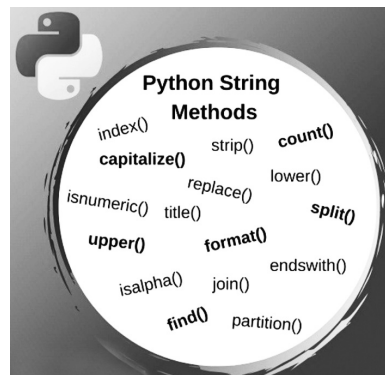 Python String
Methods
index()
strip()
count()
capitalize()
replace()
lower()
isnumeric()
title()
split()
upper()
format()
endswith()
isalpha()
join()
find()
partition()